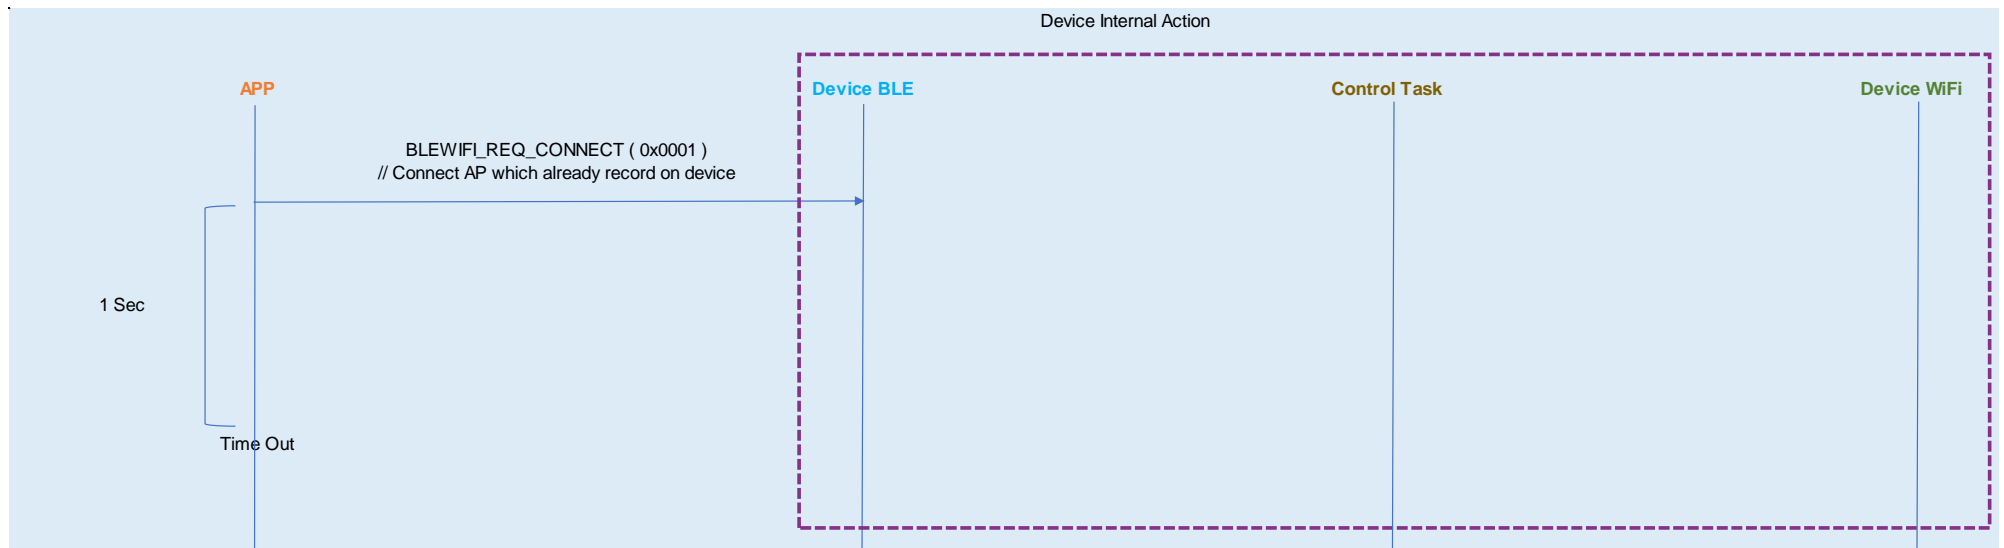 Device Internal Action
APP
Device BLE
Control Task
Device WiFi
BLEWIFI_REQ_CONNECT ( 0x0001 )
// Connect AP which already record on device
1 Sec
Time Out